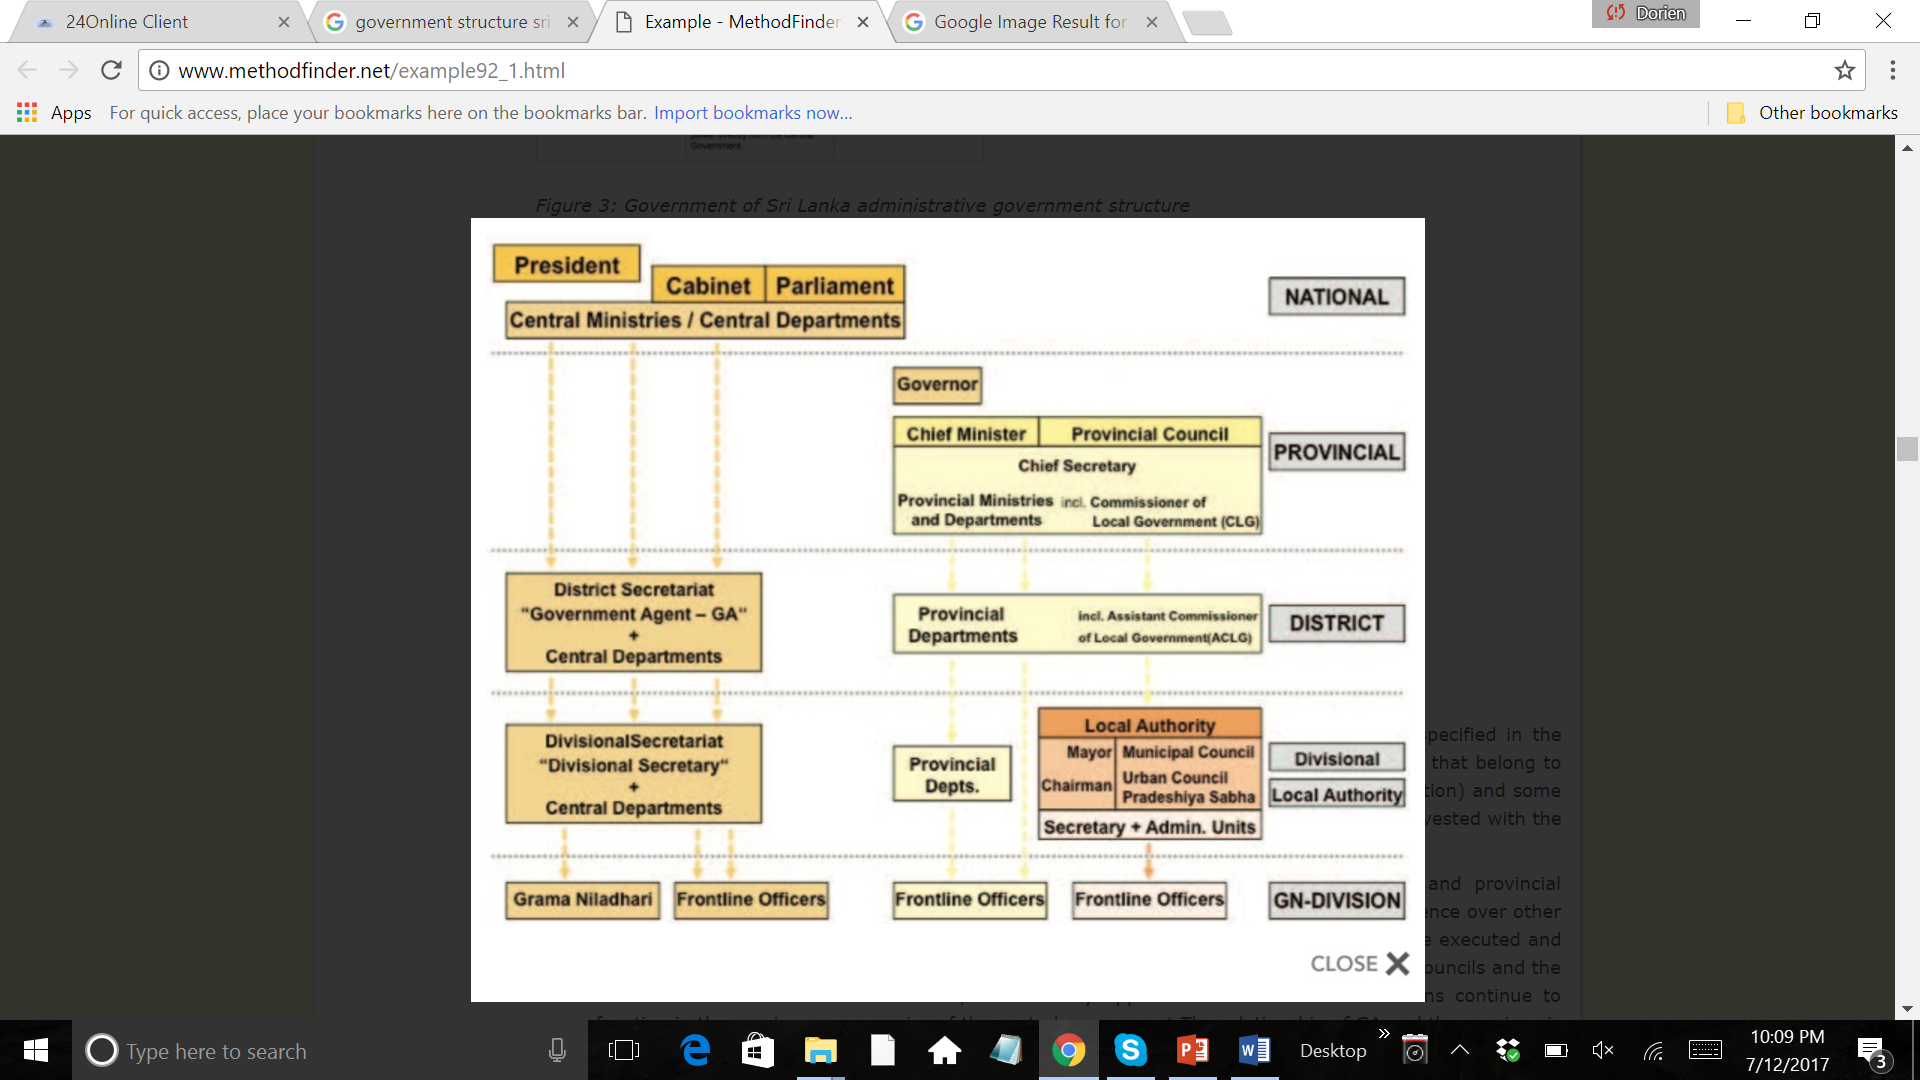 24Online Client
government structure sri
Example - MethodFinder
Google Image Result for
Dorien
www.methodfinder.net/example92_1.html
Apps
For quick access, place your bookmarks here on the bookmarks bar. Import bookmarks now...
Other bookmarks
Government.
Figure 3: Government of Sri Lanka administrative government structure
President
Cabinet
Parliament
Central Ministries / Central Departments
NATIONAL
Governor
Chief Minister
Provincial Council
Chief Secretary
Provincial Ministries incl. Commissioner of
and Departments Local Government (CLG)
PROVINCIAL
District Secretariat
"Government Agent – GA"
+
Central Departments
Provincial
Departments
incl. Assistant Commissioner
of Local Government(ACLG)
DISTRICT
DivisionalSecretariat
"Divisional Secretary"
+
Central Departments
Provincial
Depts.
Local Authority
Mayor
Municipal Council
Chairman
Urban Council
Pradeshiya Sabha
Secretary + Admin. Units
Divisional
Local Authority
Grama Niladhari
Frontline Officers
Frontline Officers
Frontline Officers
GN-DIVISION
CLOSE
specified in the
that belong to
tion) and some
vested with the
and provincial
ence over other
e executed and
ouncils and the
ns continue to
Type here to search
Desktop
10:09 PM
7/12/2017
3